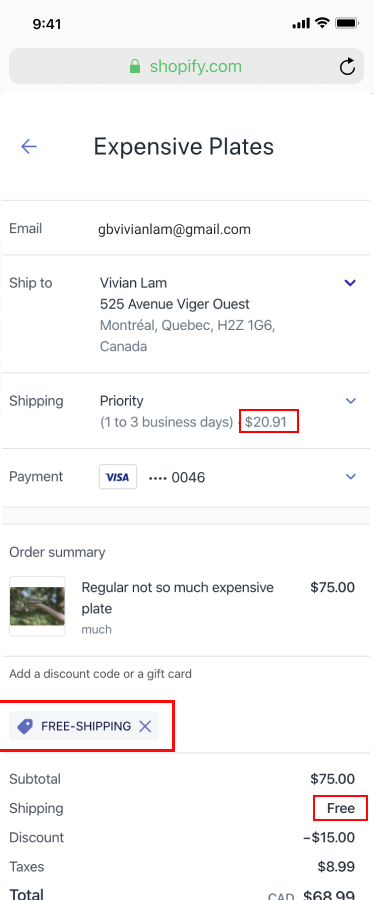 9:41
shopify.com
Expensive Plates
Email gbvivianlam@gmail.com
Ship to Vivian Lam
525 Avenue Viger Ouest
Montréal, Quebec, H2Z 1G6,
Canada
Shipping Priority
(1 to 3 business days) · $20.91
Payment VISA •••• 0046
Order summary
Regular not so much expensive $75.00
plate
much
Add a discount code or a gift card
FREE-SHIPPING
Subtotal $75.00
Shipping Free
Discount –$15.00
Taxes $8.99
Total CAD $68.99